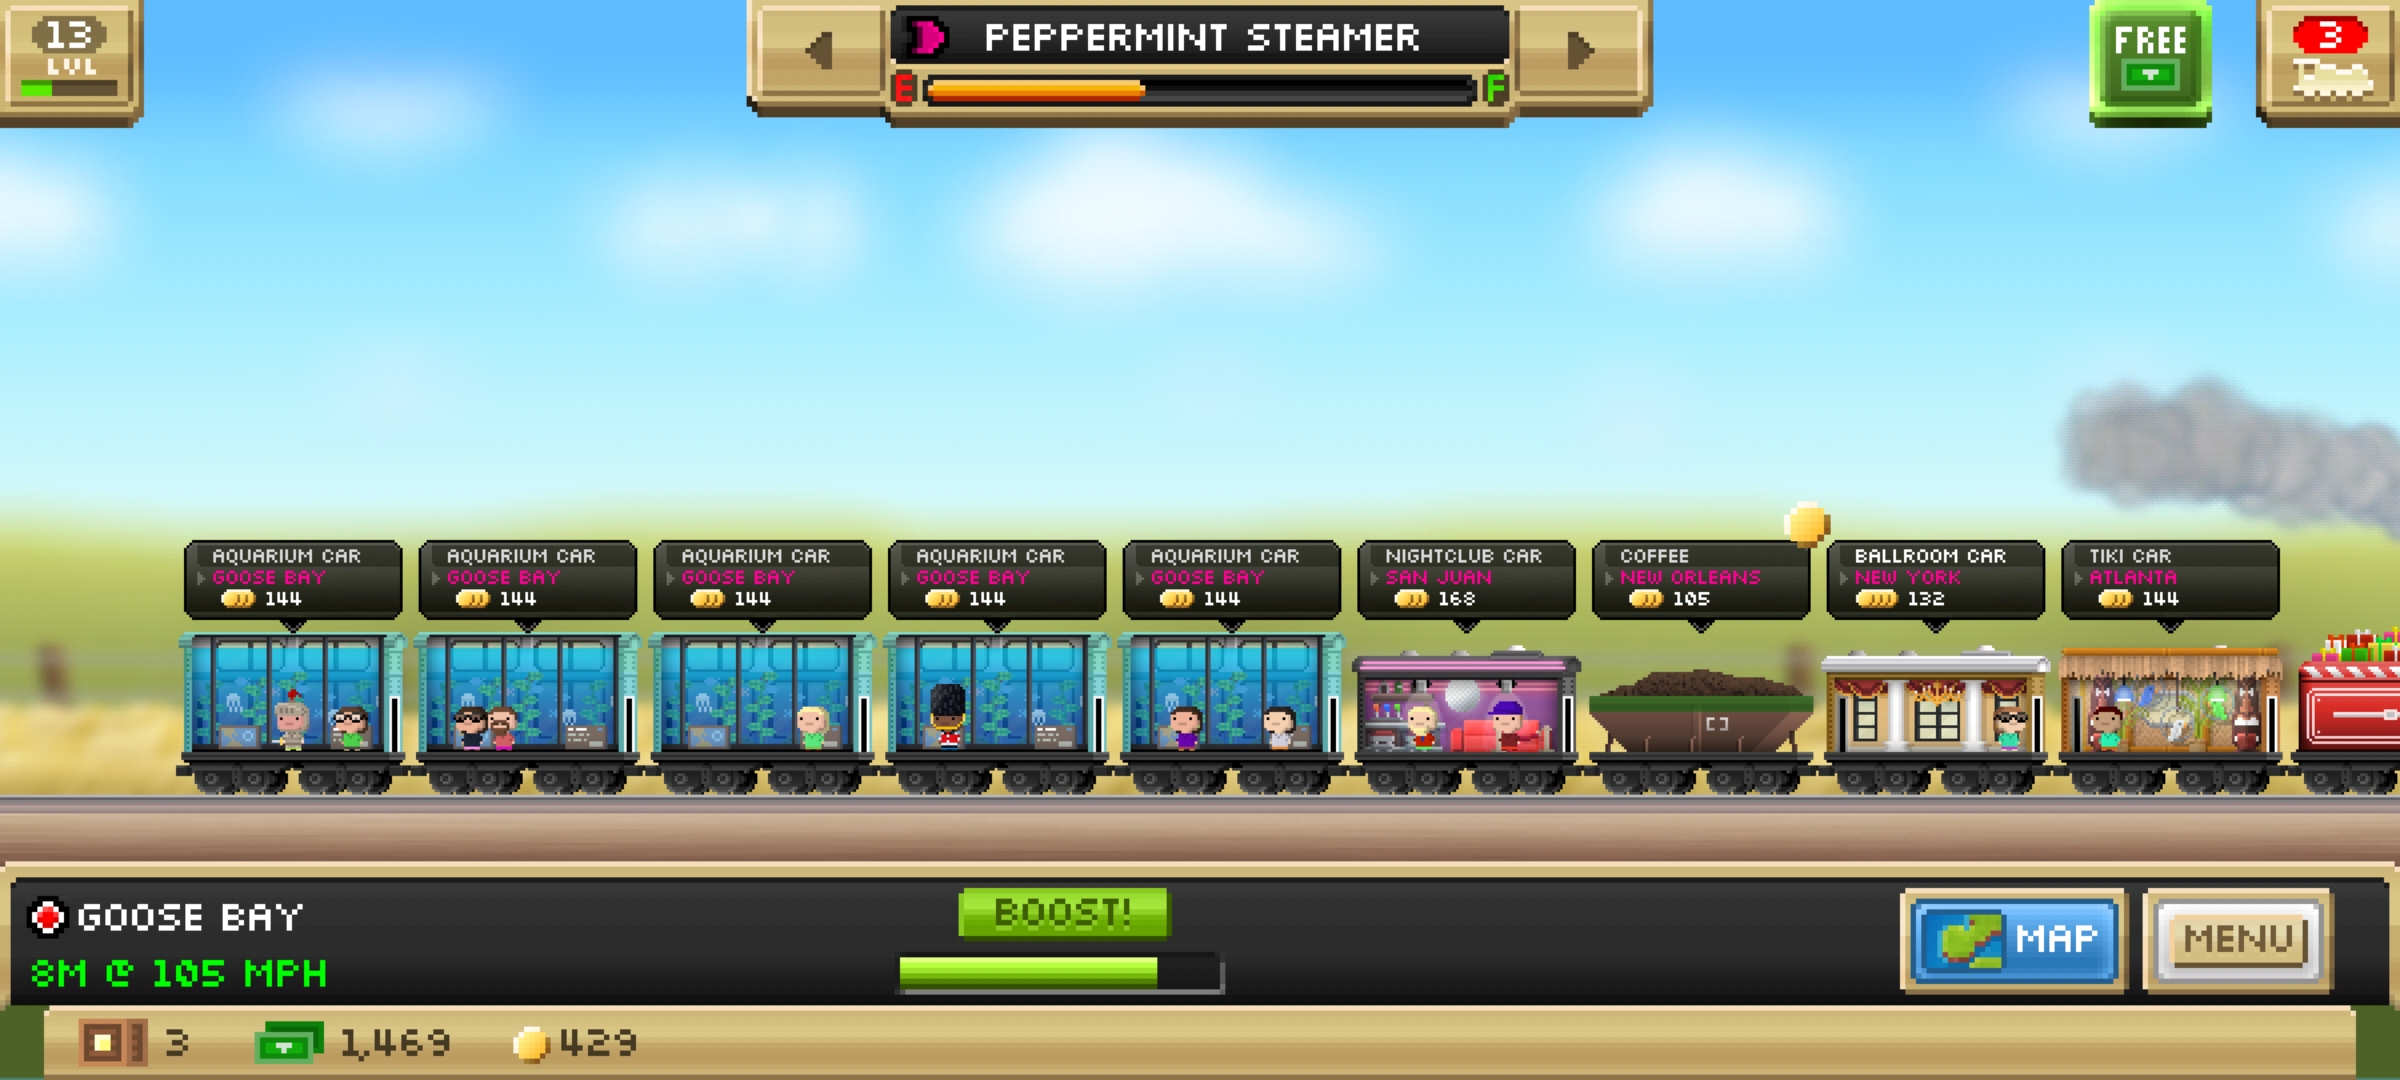 13
LVL
PEPPERMINT STEAMER
E
F
FREE
3
AQUARIUM CAR
GOOSE BAY
144
AQUARIUM CAR
GOOSE BAY
144
AQUARIUM CAR
GOOSE BAY
144
AQUARIUM CAR
GOOSE BAY
144
AQUARIUM CAR
GOOSE BAY
144
NIGHTCLUB CAR
SAN JUAN
168
COFFEE
NEW ORLEANS
105
BALLROOM CAR
NEW YORK
132
TIKI CAR
ATLANTA
144
GOOSE BAY
8M @ 105 MPH
BOOST!
MAP
MENU
3
1,469
429